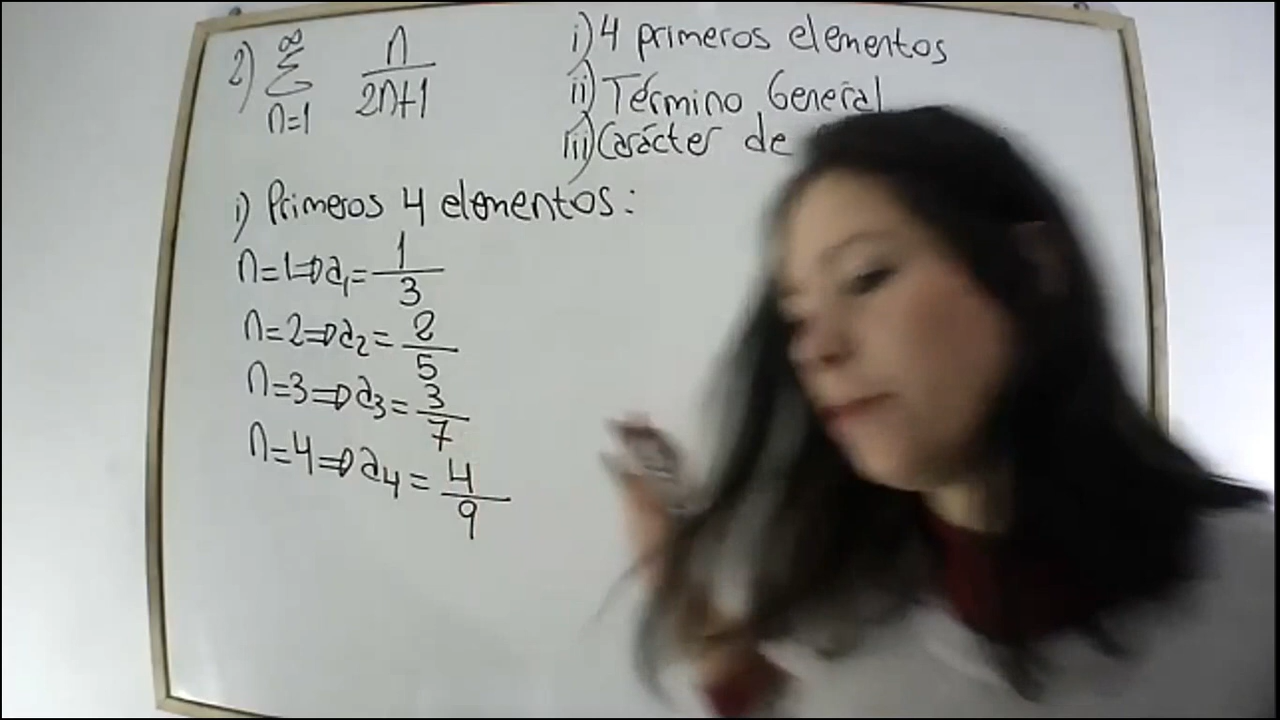 2) ∞ Σ n=1 n/2n+1
i) 4 primeros elementos
ii) Término General
iii) Carácter de
i) Primeros 4 elementos:
n=1⇒a₁=1/3
n=2⇒a₂=2/5
n=3⇒a₃=3/7
n=4⇒a₄=4/9